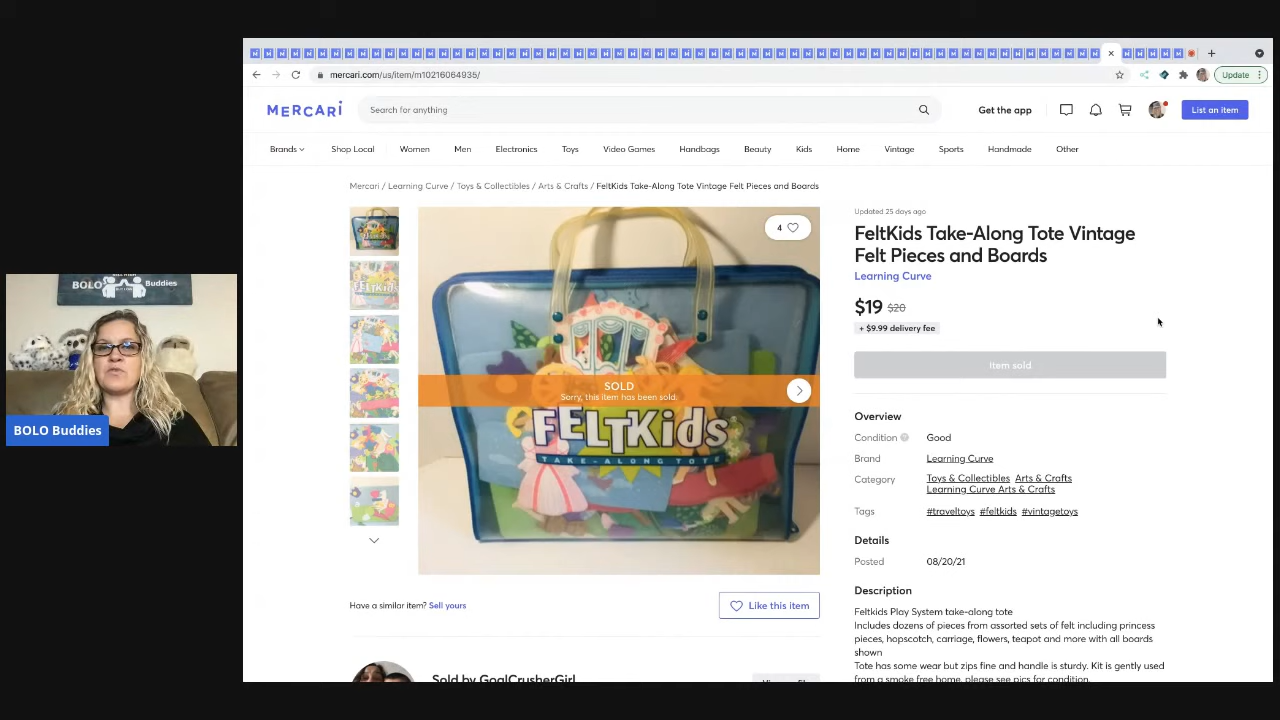 mercari.com/us/item/m10216064935/
Update
MERCARI
Search for anything
Get the app
List an item
Brands
Shop Local
Women
Men
Electronics
Toys
Video Games
Handbags
Beauty
Kids
Home
Vintage
Sports
Handmade
Other
Mercari / Learning Curve / Toys & Collectibles / Arts & Crafts / FeltKids Take-Along Tote Vintage Felt Pieces and Boards
4
SOLD
Sorry, this item has been sold.
FELTKids
TAKE-ALONG TOTE
Have a similar item? Sell yours
Like this item
Sold by GoalCrusherGirl
Updated 25 days ago
FeltKids Take-Along Tote Vintage
Felt Pieces and Boards
Learning Curve
$19 $20
+ $9.99 delivery fee
Item sold
Overview
Condition Good
Brand Learning Curve
Category Toys & Collectibles Arts & Crafts
Learning Curve Arts & Crafts
Tags #traveltoys #feltkids #vintagetoys
Details
Posted 08/20/21
Description
Feltkids Play System take-along tote
Includes dozens of pieces from assorted sets of felt including princess
pieces, hopscotch, carriage, flowers, teapot and more with all boards
shown
Tote has some wear but zips fine and handle is sturdy. Kit is gently used
from a smoke free home, please see pics for condition.
BOLO Buddies
BOLO Buddies